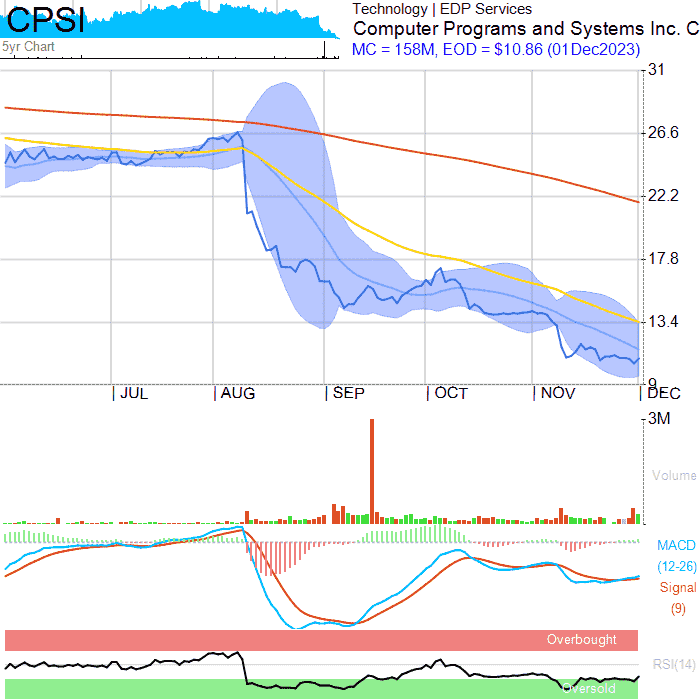 CPSI
5yr Chart
Technology | EDP Services
Computer Programs and Systems Inc. C
MC = 158M, EOD = $10.86 (01Dec2023)
31
26.6
22.2
17.8
13.4
9
JUL
AUG
SEP
OCT
NOV
DEC
3M
Volume
MACD
(12-26)
Signal
(9)
Overbought
RSI(14)
Oversold